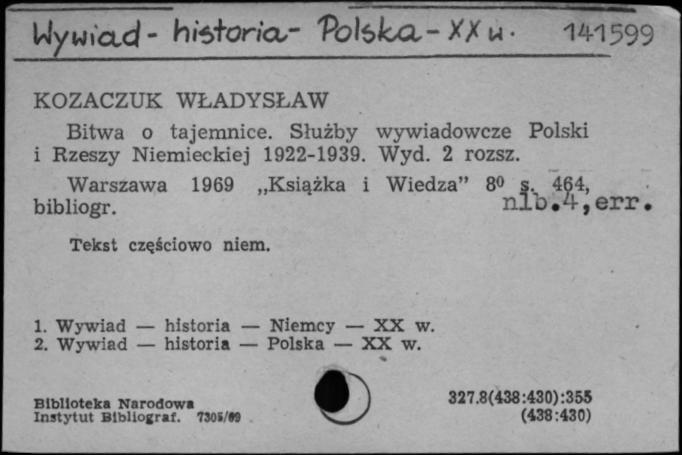 Wywiad - historia - Polska - XX w. 141599
KOZACZUK WŁADYSŁAW
Bitwa o tajemnice. Służby wywiadowcze Polski
i Rzeszy Niemieckiej 1922-1939. Wyd. 2 rozsz.
Warszawa 1969 „Książka i Wiedza” 8⁰ s. 464,
bibliogr. nlb.4,err.
Tekst częściowo niem.
1. Wywiad — historia — Niemcy — XX w.
2. Wywiad — historia — Polska — XX w.
Biblioteka Narodowa 327.8(438:430):355
Instytut Bibliograf. 7305/69 (438:430)